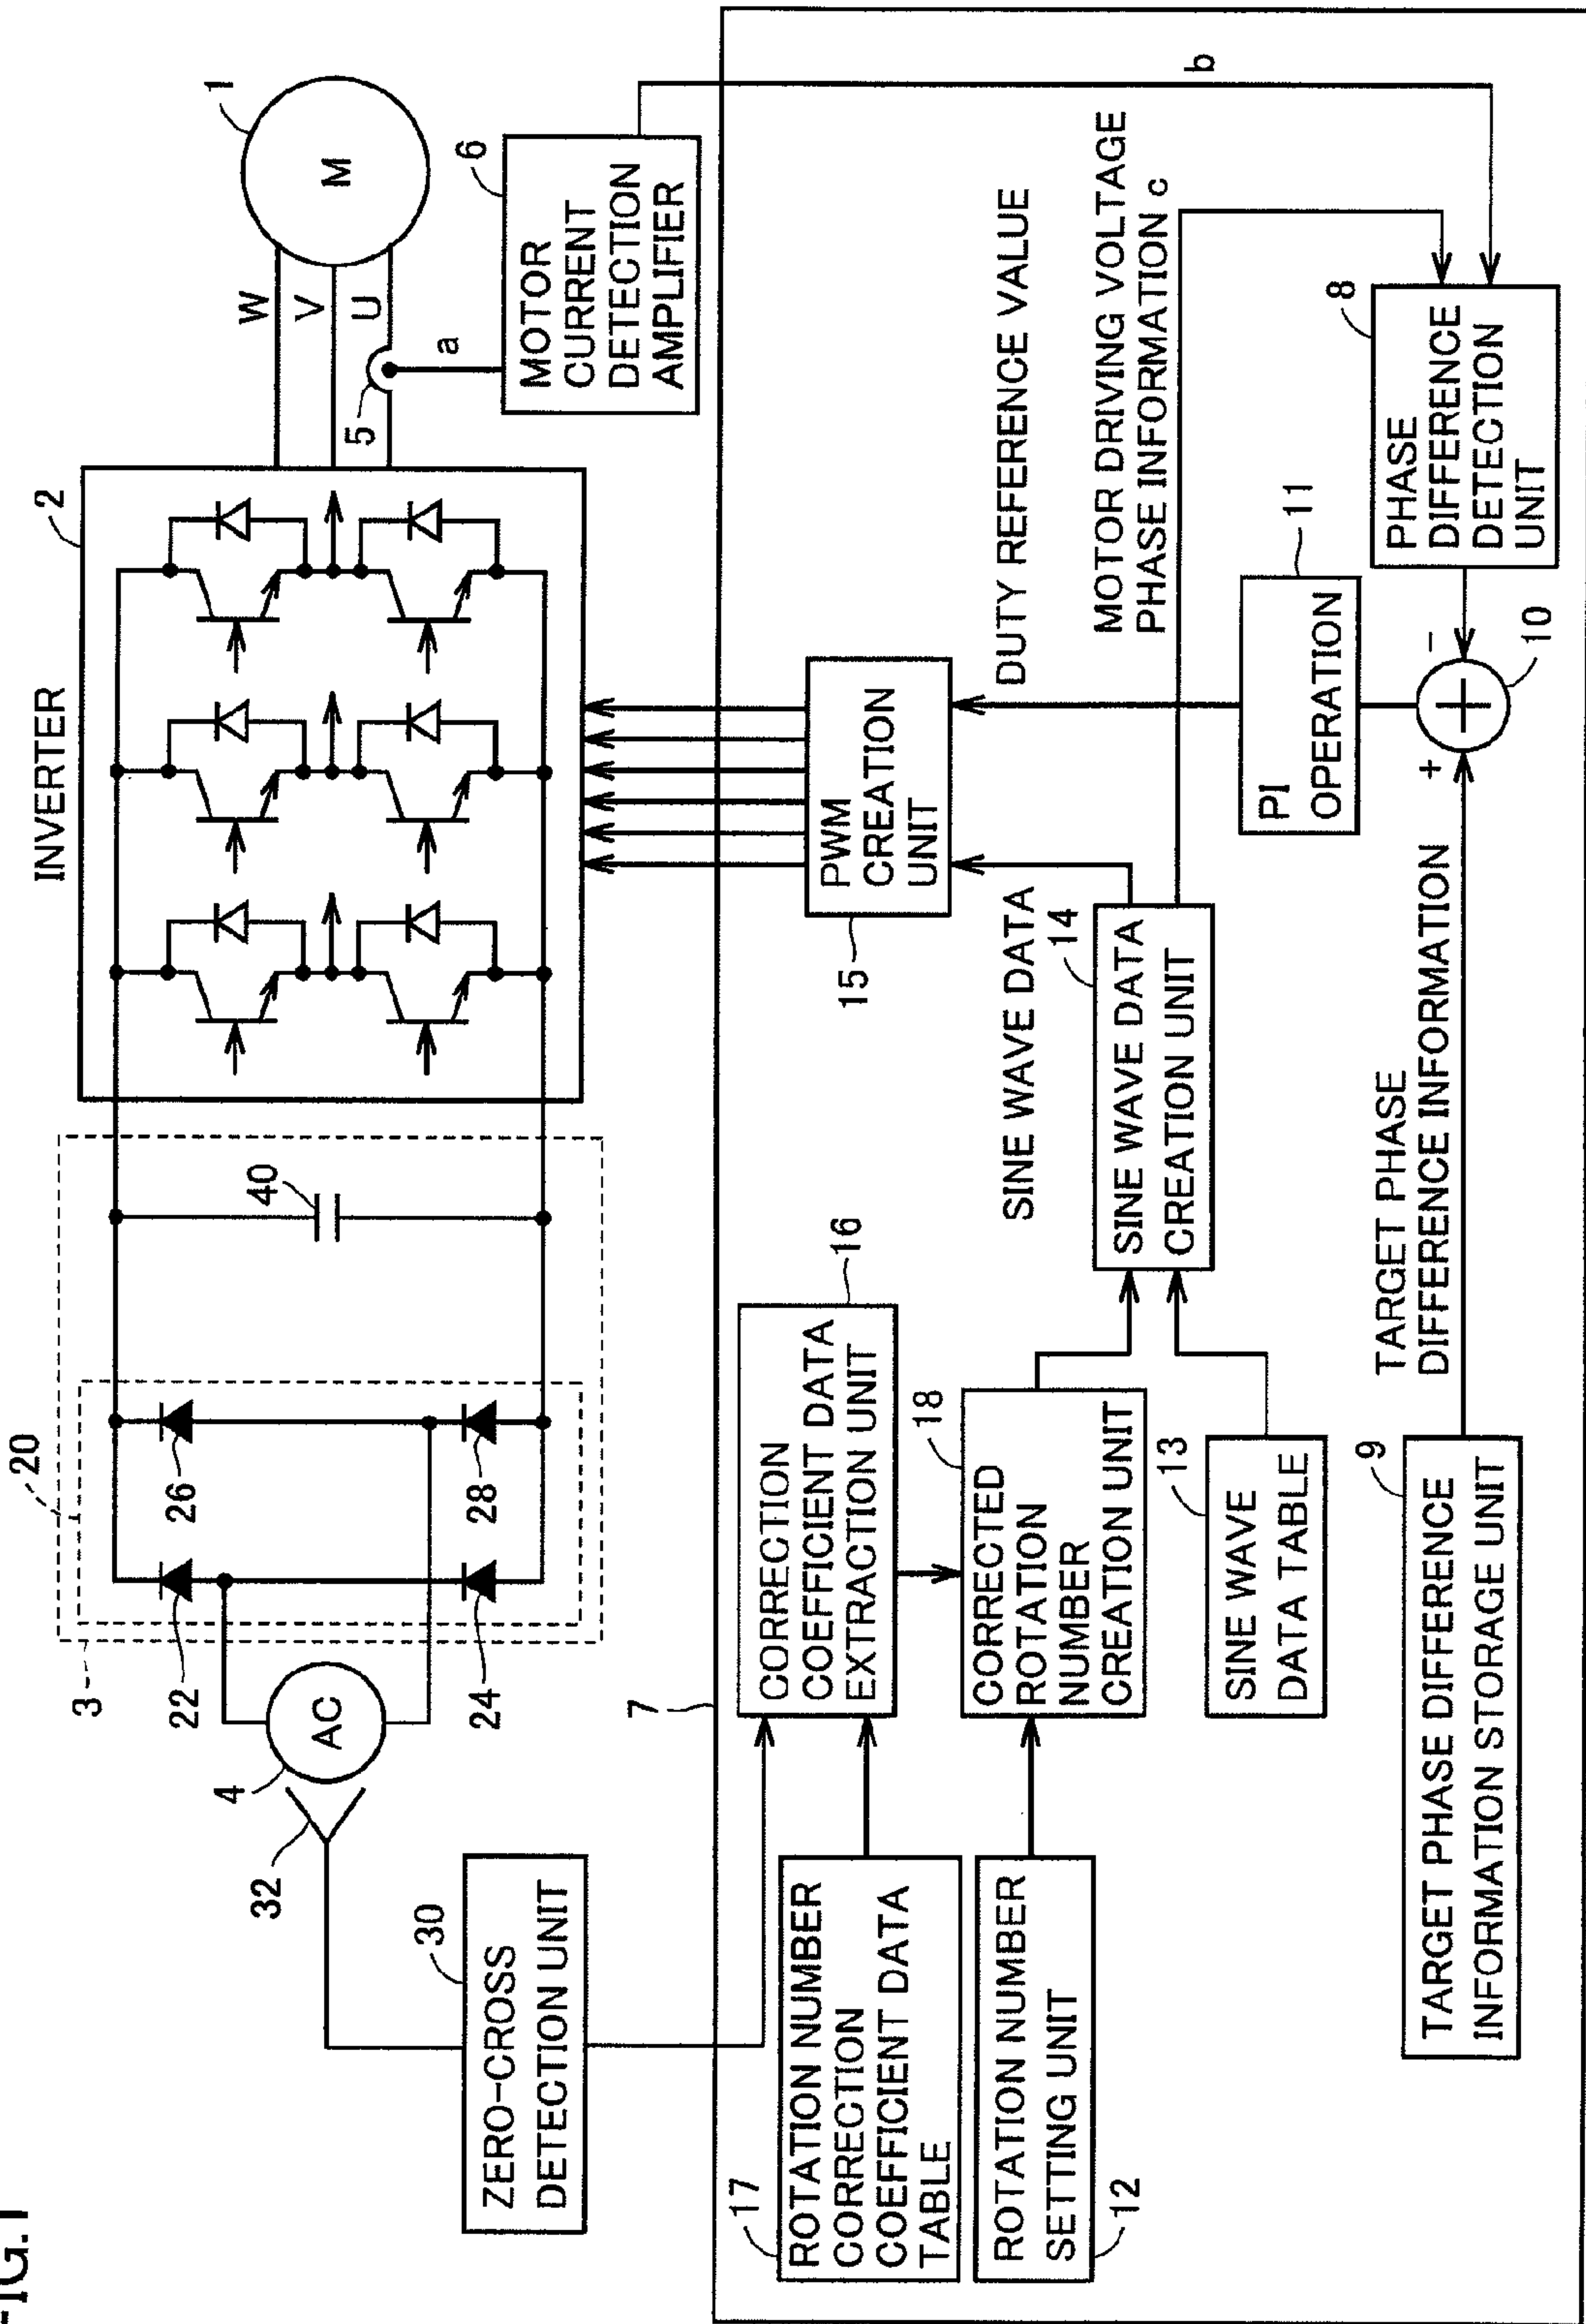 FIG.1
INVERTER
2
1
M
W
V
U
5
a
6
MOTOR
CURRENT
DETECTION
AMPLIFIER
20
3
22
24
26
28
40
4
AC
32
30
ZERO-CROSS
DETECTION UNIT
7
b
17
ROTATION NUMBER
CORRECTION
COEFFICIENT DATA
TABLE
CORRECTION
COEFFICIENT DATA
EXTRACTION UNIT
16
ROTATION NUMBER
SETTING UNIT
12
18
CORRECTED
ROTATION
NUMBER
CREATION UNIT
13
SINE WAVE
DATA TABLE
SINE WAVE DATA
14
SINE WAVE DATA
CREATION UNIT
15
PWM
CREATION
UNIT
DUTY REFERENCE VALUE
MOTOR DRIVING VOLTAGE
PHASE INFORMATION c
PI
OPERATION
11
8
PHASE
DIFFERENCE
DETECTION
UNIT
9
TARGET PHASE DIFFERENCE
INFORMATION STORAGE UNIT
TARGET PHASE
DIFFERENCE INFORMATION
+
−
10